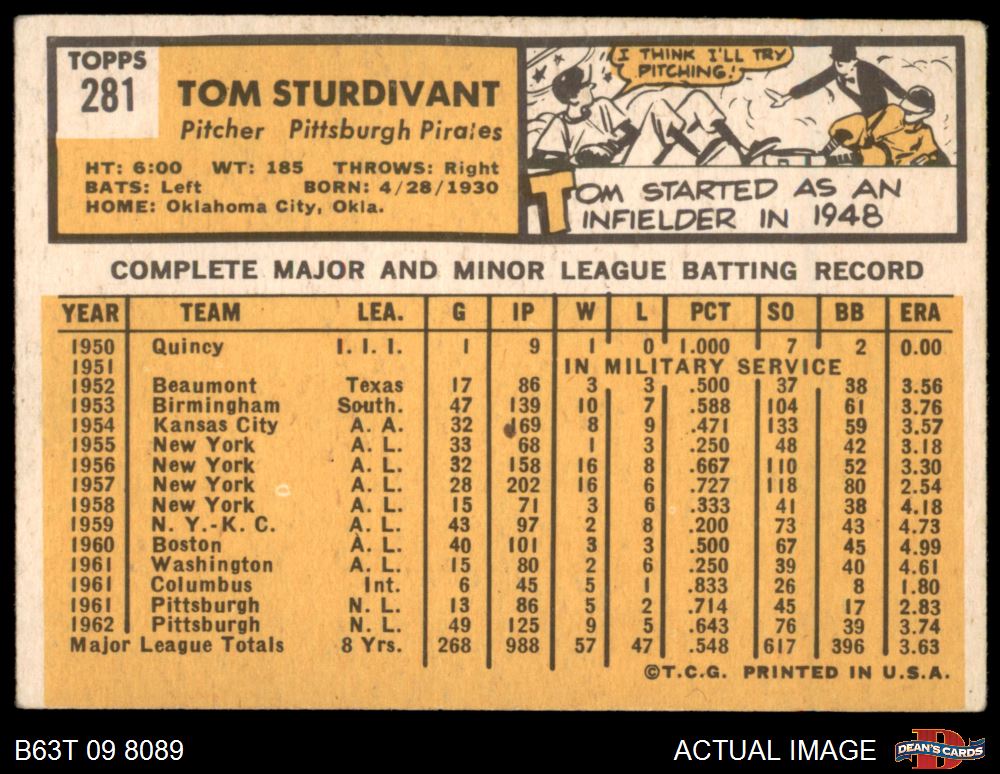 TOPPS
281
TOM STURDIVANT
Pitcher Pittsburgh Pirates
HT: 6:00 WT: 185 THROWS: Right
BATS: Left BORN: 4/28/1930
HOME: Oklahoma City, Okla.
I THINK I'LL TRY
PITCHING!
TOM STARTED AS AN
INFIELDER IN 1948
COMPLETE MAJOR AND MINOR LEAGUE BATTING RECORD
YEAR TEAM LEA. G IP W L PCT SO BB ERA
1950 Quincy I. I. I. 1 9 1 0 1.000 7 2 0.00
1951 IN MILITARY SERVICE
1952 Beaumont Texas 17 86 3 3 .500 37 38 3.56
1953 Birmingham South. 47 139 10 7 .588 104 61 3.76
1954 Kansas City A. A. 32 169 8 9 .471 133 59 3.57
1955 New York A. L. 33 68 1 3 .250 48 42 3.18
1956 New York A. L. 32 158 16 8 .667 110 52 3.30
1957 New York A. L. 28 202 16 6 .727 118 80 2.54
1958 New York A. L. 15 71 3 6 .333 41 38 4.18
1959 N. Y.-K. C. A. L. 43 97 2 8 .200 73 43 4.73
1960 Boston A. L. 40 101 3 3 .500 67 45 4.99
1961 Washington A. L. 15 80 2 6 .250 39 40 4.61
1961 Columbus Int. 6 45 5 1 .833 26 8 1.80
1961 Pittsburgh N. L. 13 86 5 2 .714 45 17 2.83
1962 Pittsburgh N. L. 49 125 9 5 .643 76 39 3.74
Major League Totals 8 Yrs. 268 988 57 47 .548 617 396 3.63
©T.C.G. PRINTED IN U.S.A.
B63T 09 8089
ACTUAL IMAGE
DEAN'S CARDS